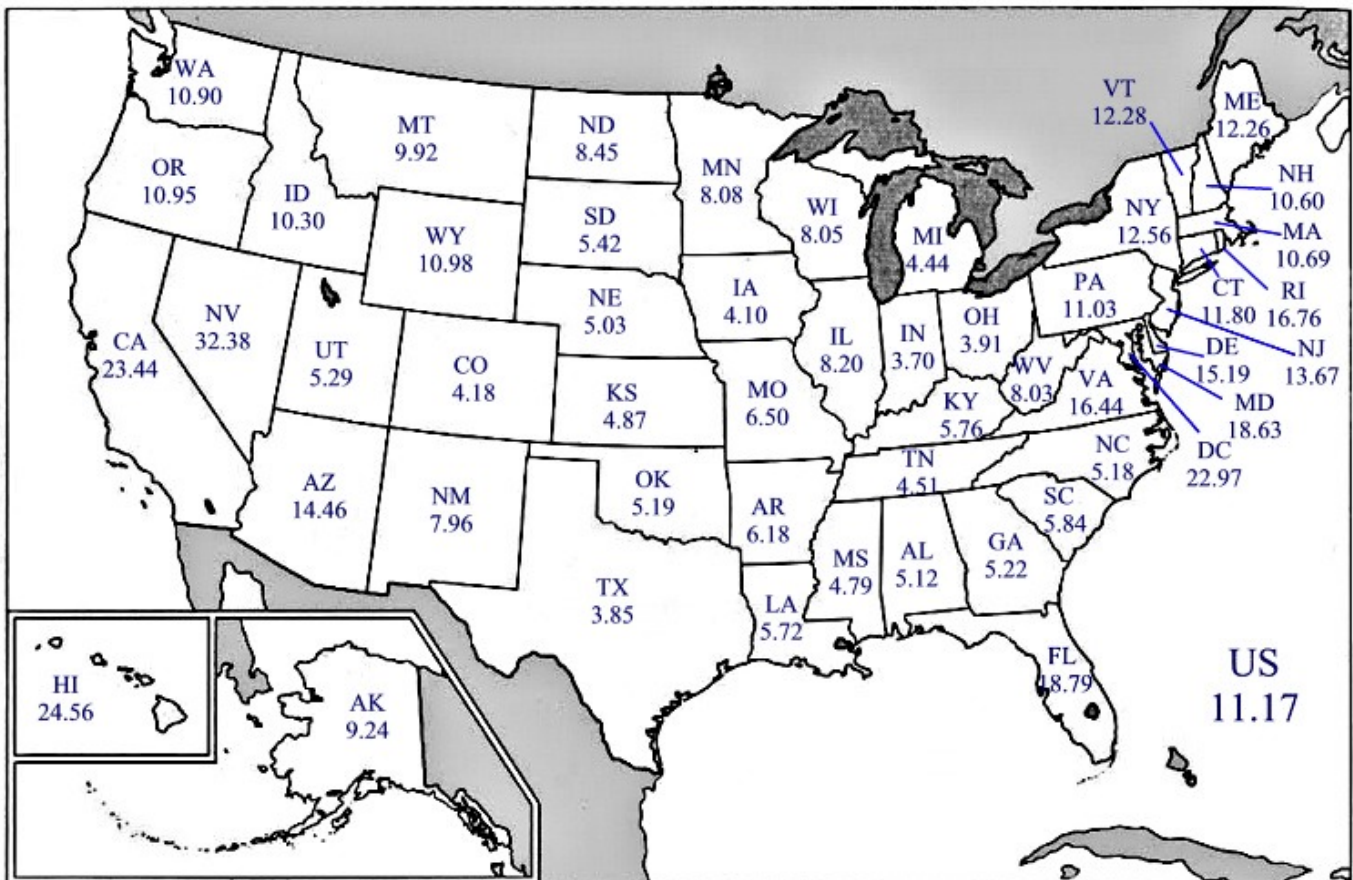 WA
10.90
OR
10.95
ID
10.30
MT
9.92
ND
8.45
MN
8.08
SD
5.42
WY
10.98
NE
5.03
IA
4.10
WI
8.05
MI
4.44
VT
12.28
ME
12.26
NH
10.60
NY
12.56
MA
10.69
CT
11.80
RI
16.76
PA
11.03
NJ
13.67
DE
15.19
MD
18.63
DC
22.97
CA
23.44
NV
32.38
UT
5.29
CO
4.18
KS
4.87
MO
6.50
IL
8.20
IN
3.70
OH
3.91
WV
8.03
VA
16.44
KY
5.76
NC
5.18
TN
4.51
SC
5.84
AZ
14.46
NM
7.96
OK
5.19
AR
6.18
MS
4.79
AL
5.12
GA
5.22
TX
3.85
LA
5.72
FL
18.79
HI
24.56
AK
9.24
US
11.17